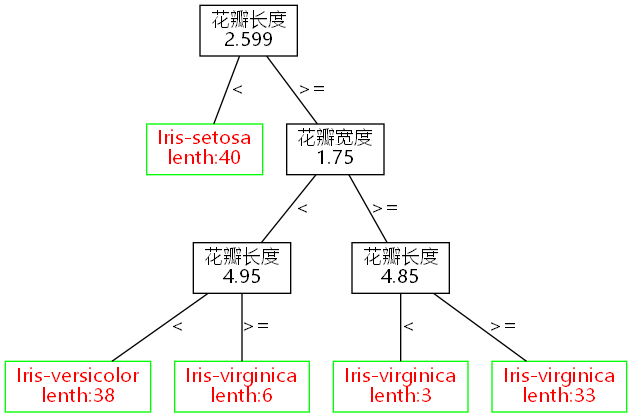 花瓣长度
2.599
<
>=
Iris-setosa
lenth:40
花瓣宽度
1.75
<
>=
花瓣长度
4.95
花瓣长度
4.85
<
>=
<
>=
Iris-versicolor
lenth:38
Iris-virginica
lenth:6
Iris-virginica
lenth:3
Iris-virginica
lenth:33